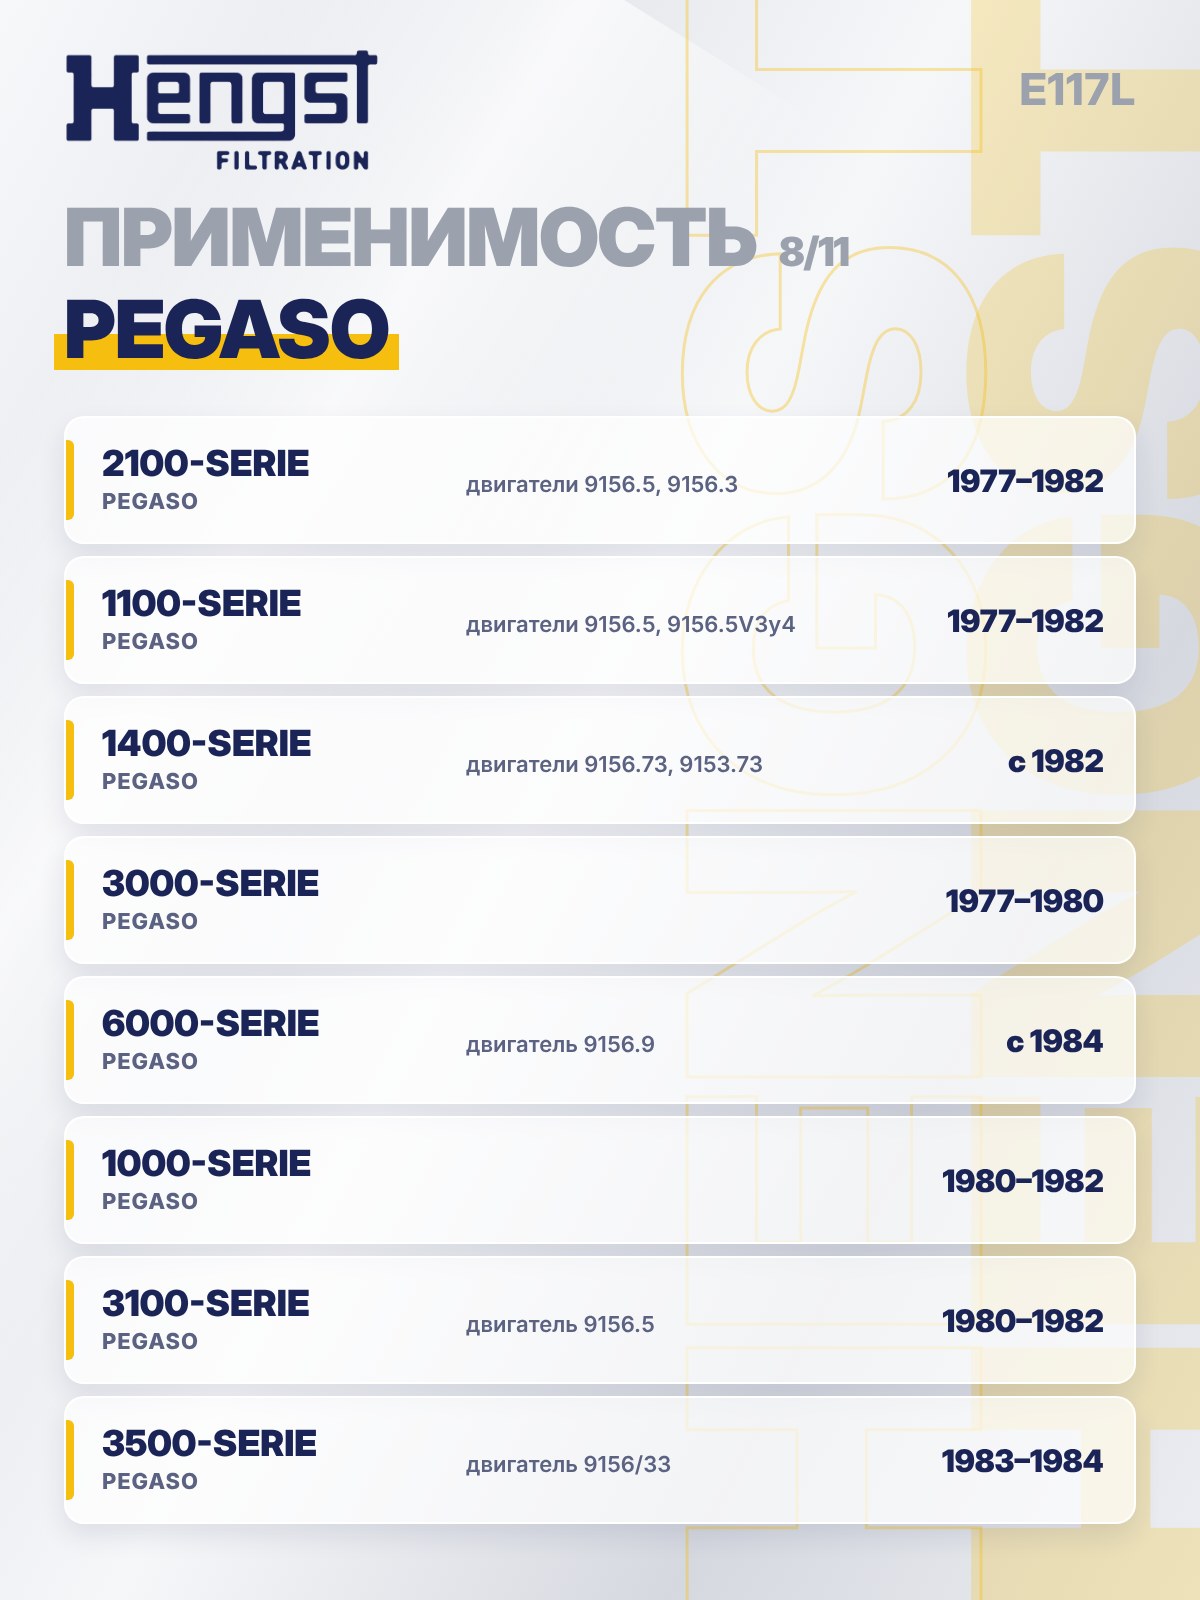 Hengst
FILTRATION
E117L
ПРИМЕНИМОСТЬ 8/11
PEGASO
2100-SERIE
PEGASO
двигатели 9156.5, 9156.3
1977–1982
1100-SERIE
PEGASO
двигатели 9156.5, 9156.5V3y4
1977–1982
1400-SERIE
PEGASO
двигатели 9156.73, 9153.73
с 1982
3000-SERIE
PEGASO
1977–1980
6000-SERIE
PEGASO
двигатель 9156.9
с 1984
1000-SERIE
PEGASO
1980–1982
3100-SERIE
PEGASO
двигатель 9156.5
1980–1982
3500-SERIE
PEGASO
двигатель 9156/33
1983–1984
HENGST
HENGST